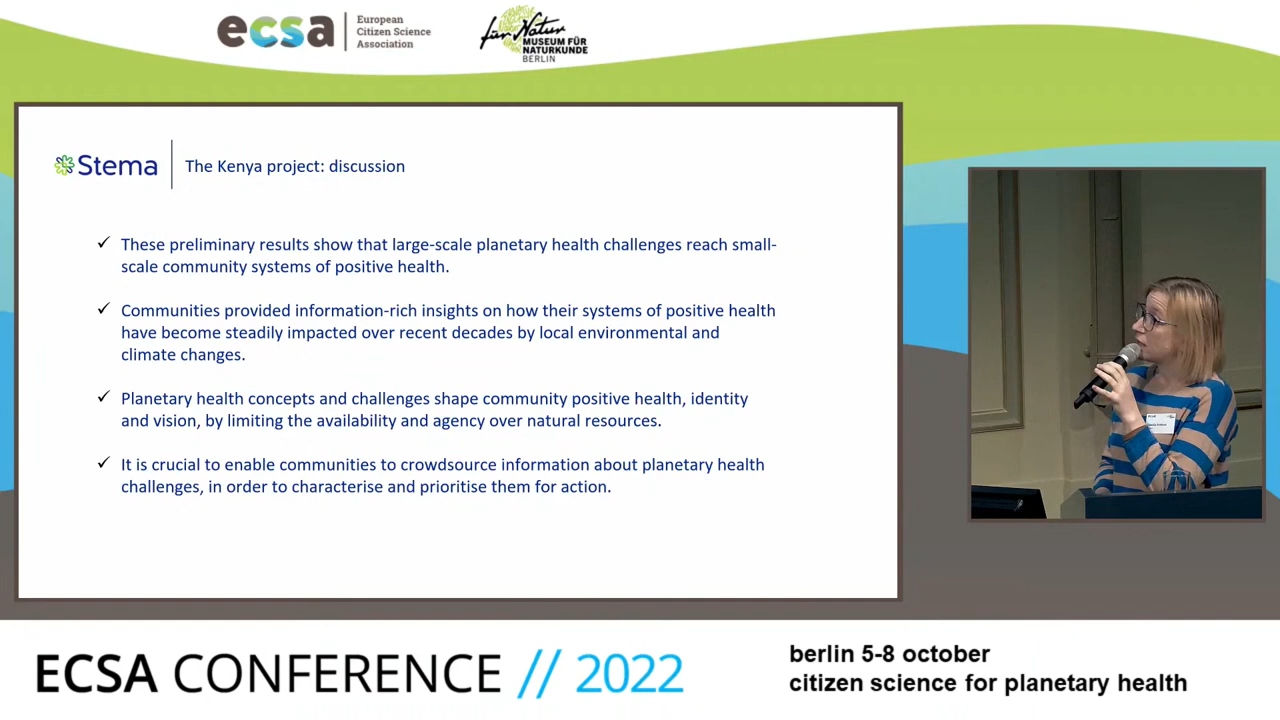 ecsa
European
Citizen Science
Association
für Natur
MUSEUM FÜR
NATURKUNDE
BERLIN
Stema
The Kenya project: discussion
✓ These preliminary results show that large-scale planetary health challenges reach small-
scale community systems of positive health.
✓ Communities provided information-rich insights on how their systems of positive health
have become steadily impacted over recent decades by local environmental and
climate changes.
✓ Planetary health concepts and challenges shape community positive health, identity
and vision, by limiting the availability and agency over natural resources.
✓ It is crucial to enable communities to crowdsource information about planetary health
challenges, in order to characterise and prioritise them for action.
ECSA CONFERENCE // 2022
berlin 5-8 october
citizen science for planetary health